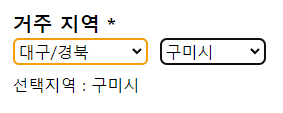 거주 지역 *
대구/경북 구미시
선택지역 : 구미시